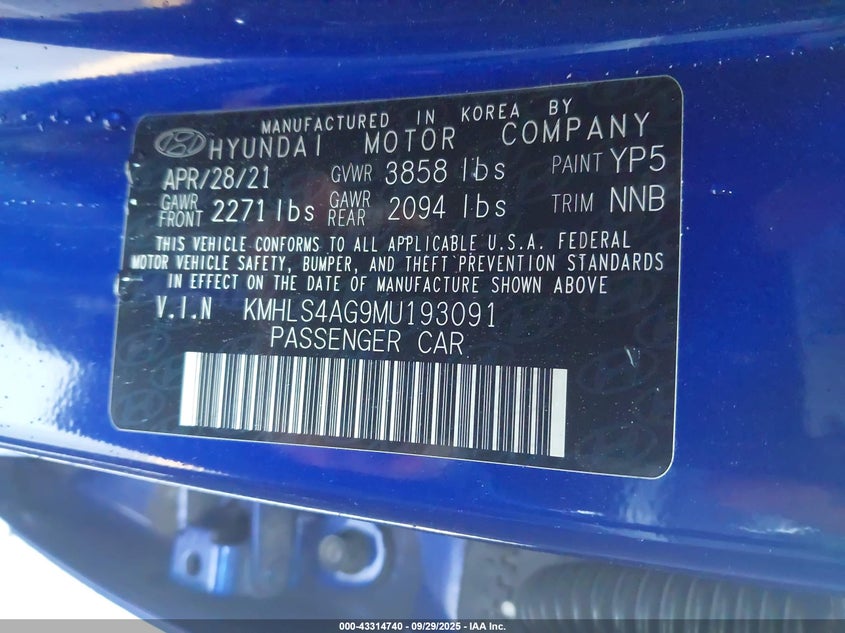 MANUFACTURED IN KOREA BY
HYUNDAI MOTOR COMPANY
APR/28/21 GVWR 3858 lbs PAINT YP5
GAWR FRONT 2271 lbs GAWR REAR 2094 lbs TRIM NNB
THIS VEHICLE CONFORMS TO ALL APPLICABLE U.S.A. FEDERAL
MOTOR VEHICLE SAFETY, BUMPER, AND THEFT PREVENTION STANDARDS
IN EFFECT ON THE DATE OF MANUFACTURE SHOWN ABOVE
V.I.N KMHLS4AG9MU193091
PASSENGER CAR
000-43314740 - 09/29/2025 - IAA Inc.